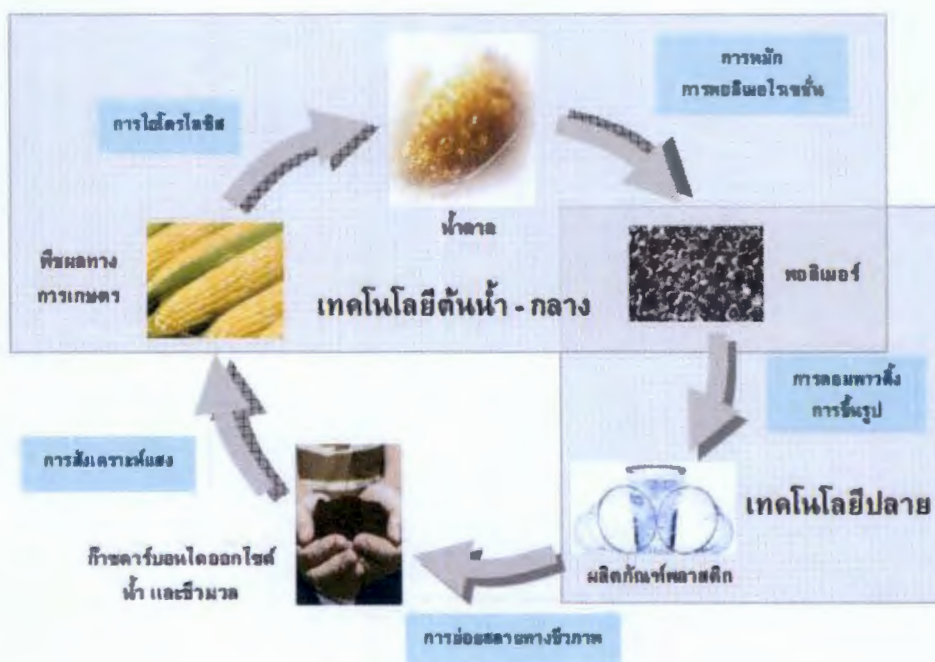 การหมัก
การพอลิเมอไรเซชั่น
การไฮโดรไลซิส
น้ำตาล
พืชผลทาง
การเกษตร
พอลิเมอร์
เทคโนโลยีต้นน้ำ - กลาง
การคอมพาวดิ้ง
การขึ้นรูป
การสังเคราะห์แสง
เทคโนโลยีปลาย
ก๊าซคาร์บอนไดออกไซด์
น้ำ และชีวมวล
ผลิตภัณฑ์พลาสติก
การย่อยสลายทางชีวภาพ